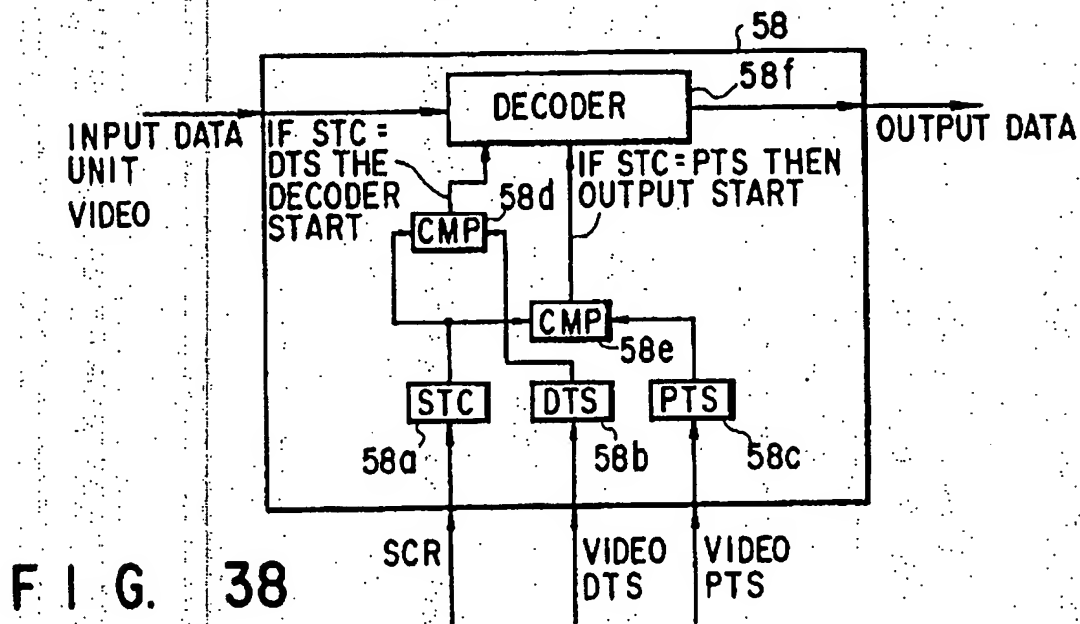 58
58f
DECODER
INPUT DATA
UNIT
VIDEO
IF STC =
DTS THE
DECODER
START
OUTPUT DATA
IF STC=PTS THEN
OUTPUT START
58d
CMP
CMP
58e
STC
DTS
PTS
58a
58b
58c
SCR
VIDEO
DTS
VIDEO
PTS
FIG. 38